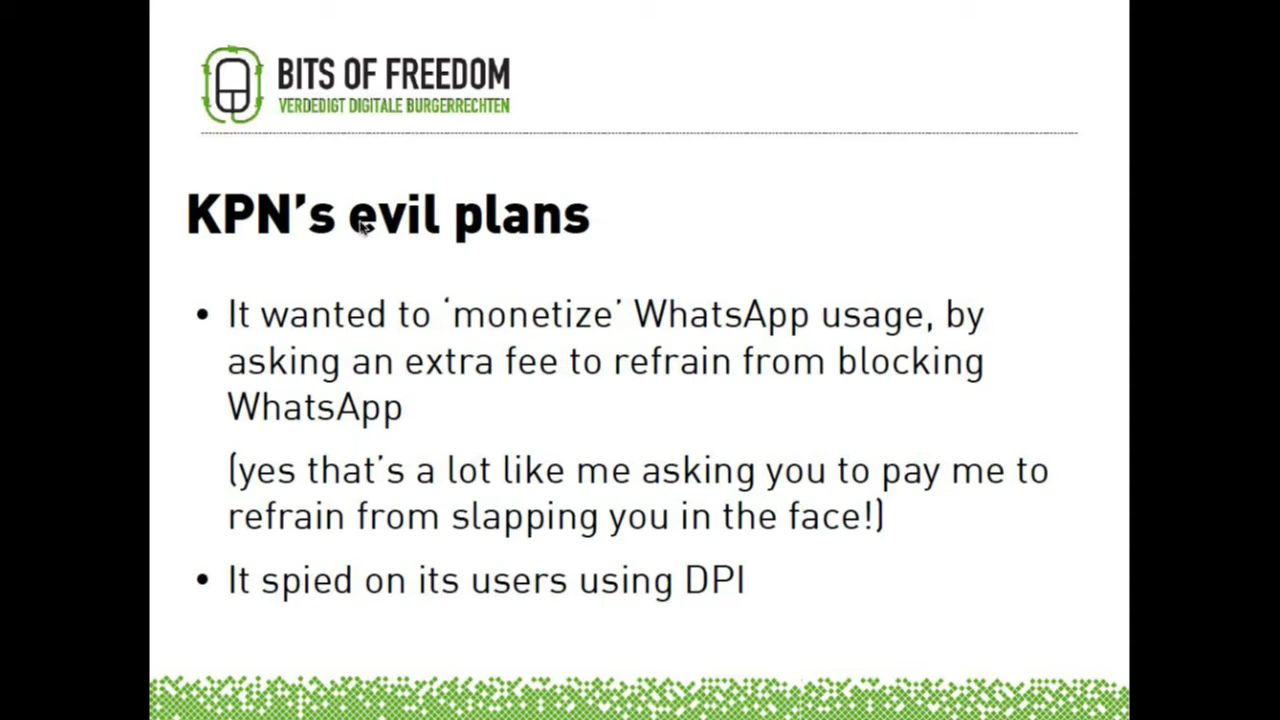 BITS OF FREEDOM
VERDEDIGT DIGITALE BURGERRECHTEN
KPN's evil plans
• It wanted to ‘monetize’ WhatsApp usage, by
asking an extra fee to refrain from blocking
WhatsApp
(yes that's a lot like me asking you to pay me to
refrain from slapping you in the face!)
• It spied on its users using DPI